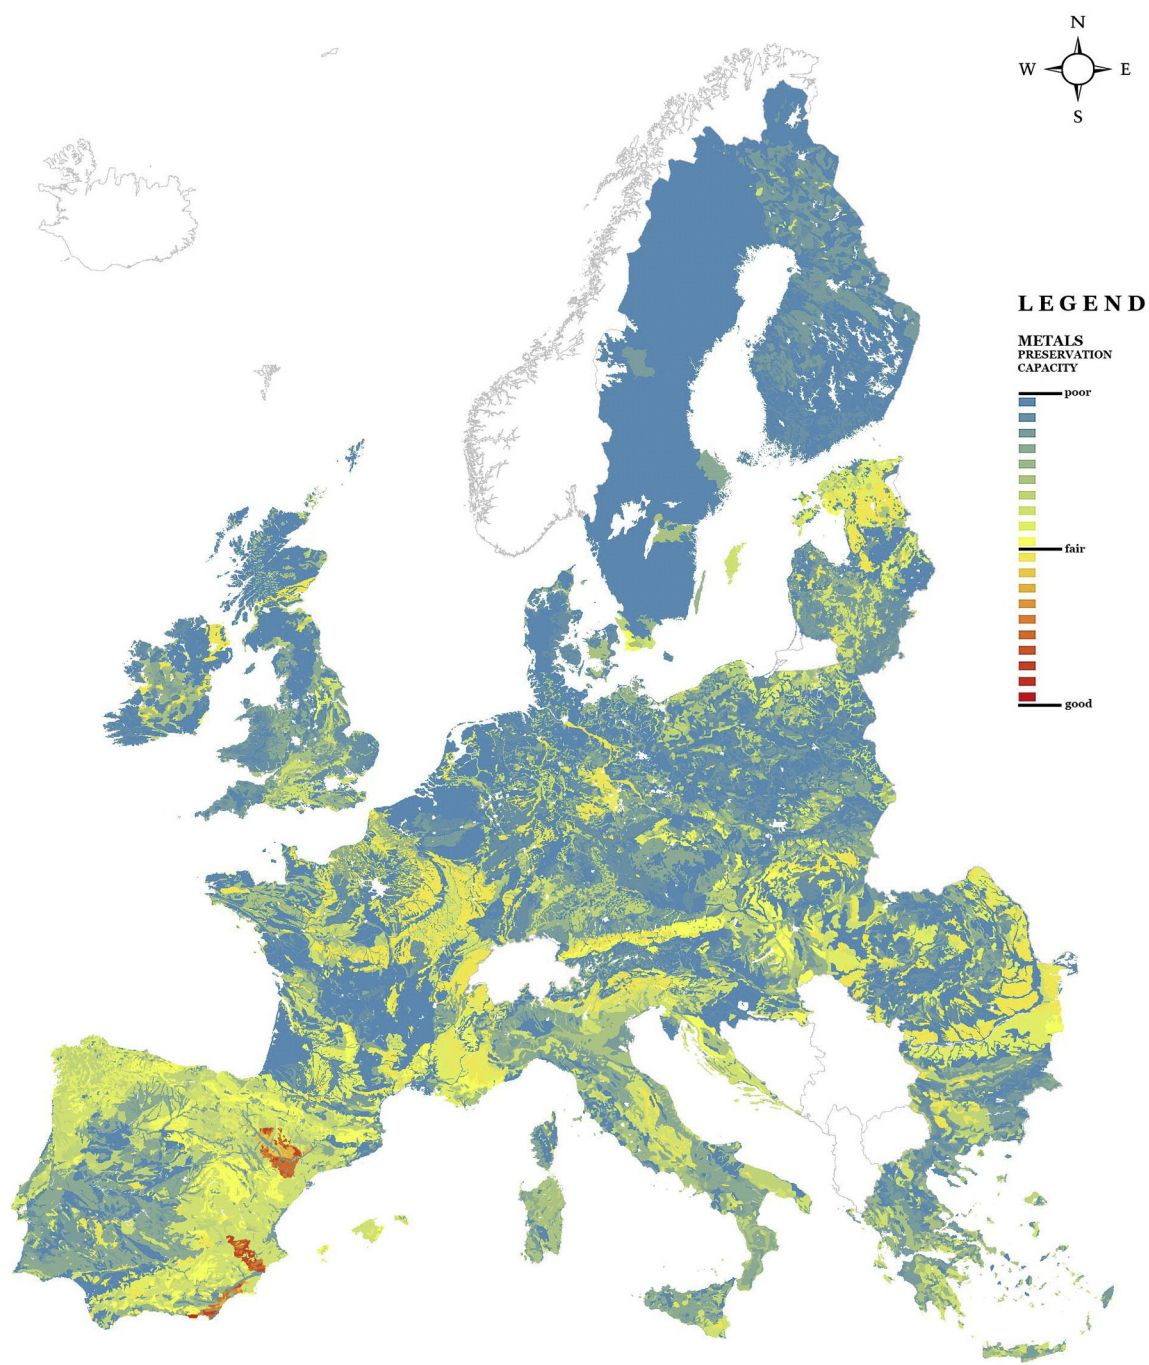 N
W E
S
LEGEND
METALS
PRESERVATION
CAPACITY
poor
fair
good